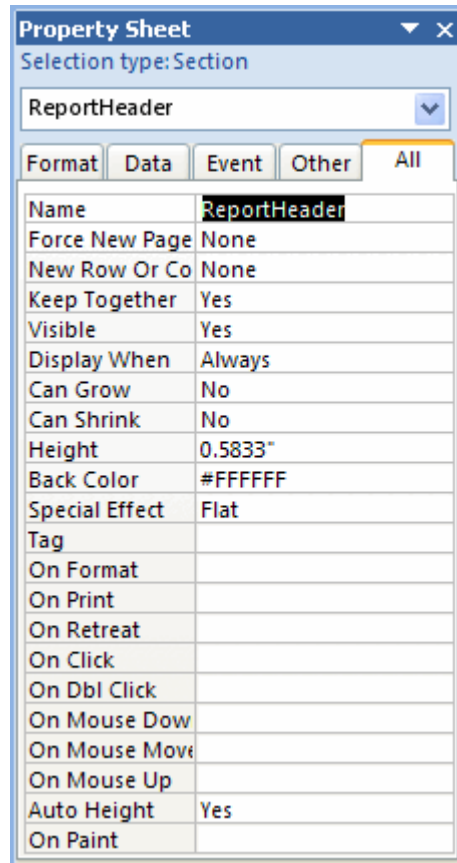 Property Sheet
Selection type: Section
ReportHeader
Format Data Event Other All
Name ReportHeader
Force New Page None
New Row Or Co None
Keep Together Yes
Visible Yes
Display When Always
Can Grow No
Can Shrink No
Height 0.5833"
Back Color #FFFFFF
Special Effect Flat
Tag
On Format
On Print
On Retreat
On Click
On Dbl Click
On Mouse Dow
On Mouse Move
On Mouse Up
Auto Height Yes
On Paint